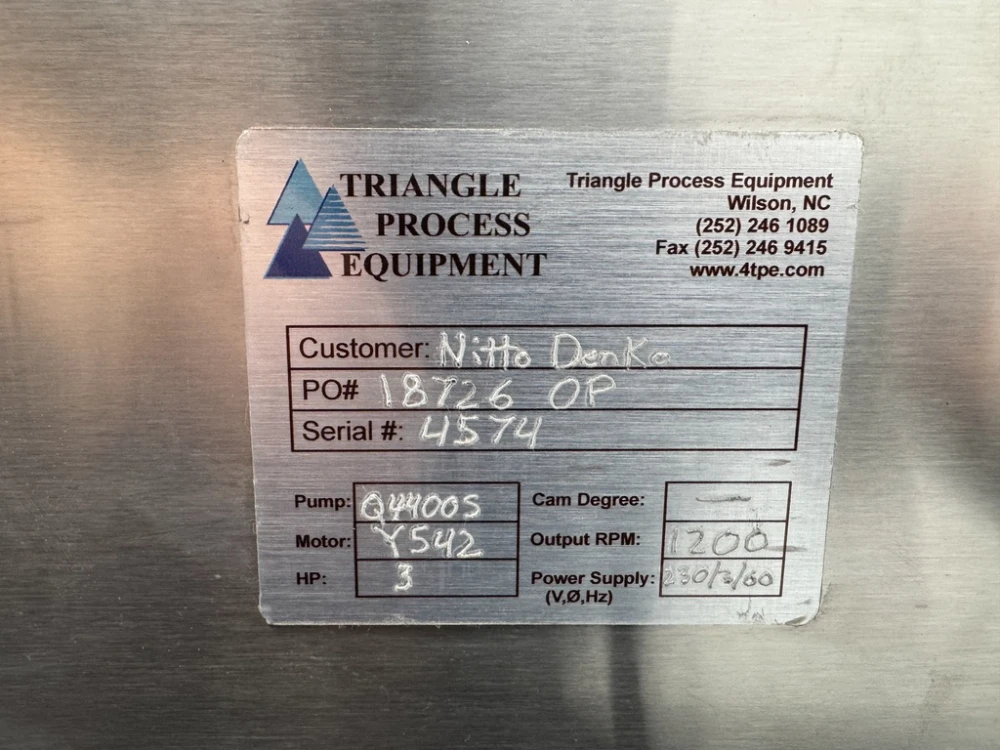 TRIANGLE
PROCESS
EQUIPMENT
Triangle Process Equipment
Wilson, NC
(252) 246 1089
Fax (252) 246 9415
www.4tpe.com
Customer: Nitto Denko
PO# 18726 OP
Serial #: 4574
Pump: Q4400S
Motor: Y542
HP: 3
Cam Degree: —
Output RPM: 1200
Power Supply: 230/3/60
(V,Ø,Hz)